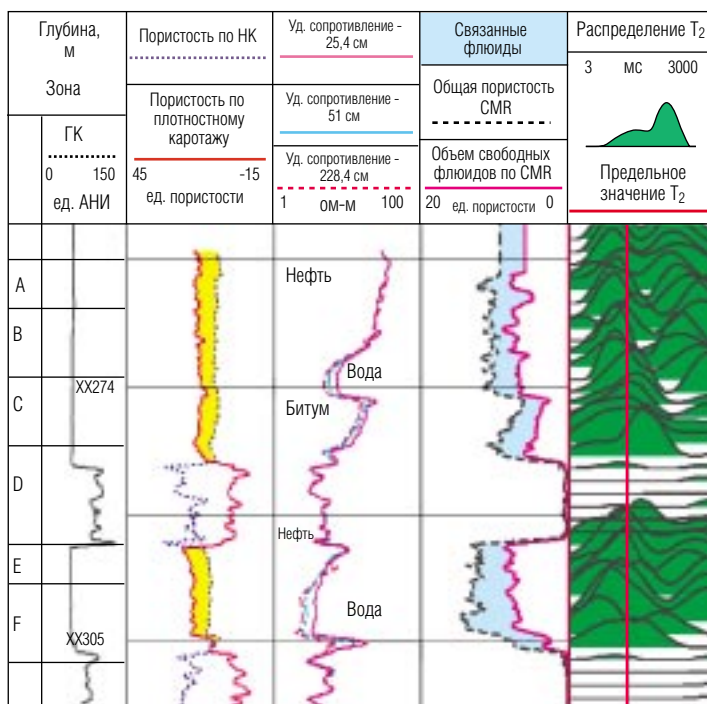 Глубина,
м
Зона
ГК
0 150
ед. АНИ
Пористость по НК
Пористость по
плотностному
каротажу
45 -15
ед. пористости
Уд. сопротивление -
25,4 см
Уд. сопротивление -
51 см
Уд. сопротивление -
228,4 см
1 ом-м 100
Связанные
флюиды
Общая пористость
CMR
Объем свободных
флюидов по CMR
20 ед. пористости 0
Распределение T2
3 мс 3000
Предельное
значение T2
A
B
C
D
E
F
XX274
XX305
Нефть
Вода
Битум
Нефть
Вода